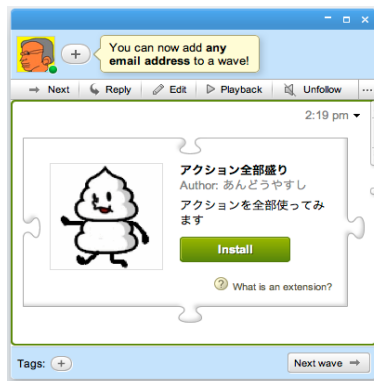 You can now add any
email address to a wave!
Next Reply Edit Playback Unfollow ...
2:19 pm
アクション全部盛り
Author: あんどうやすし
アクションを全部使ってみ
ます
Install
What is an extension?
Tags:
Next wave